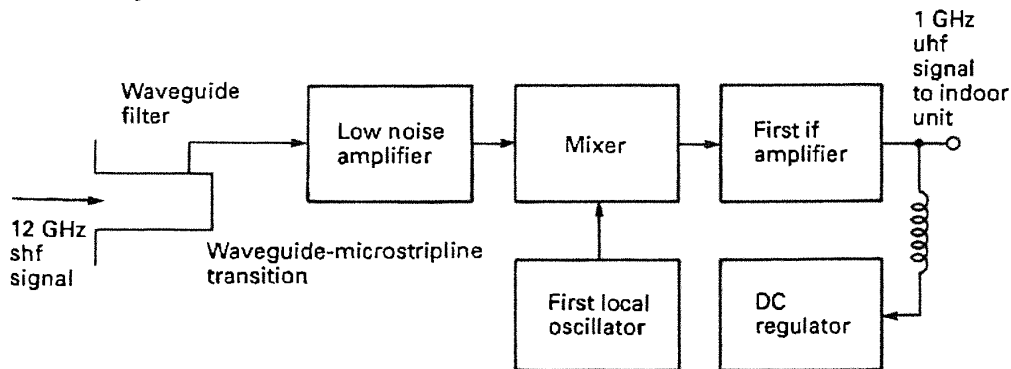 1 GHz
uhf
signal
to indoor
unit
Waveguide
filter
Low noise
amplifier
Mixer
First if
amplifier
12 GHz
shf
signal
Waveguide-microstripline
transition
First local
oscillator
DC
regulator